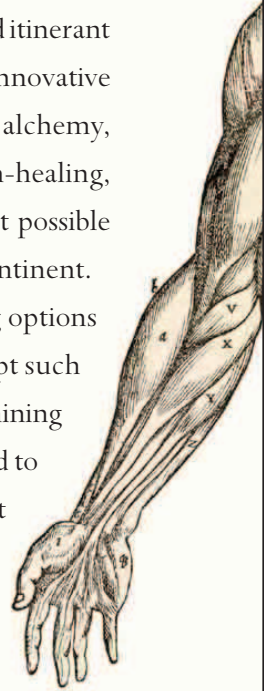 d itinerant
nnovative
alchemy,
n-healing,
t possible
ntinent.
g options
pt such
ining
d to
t